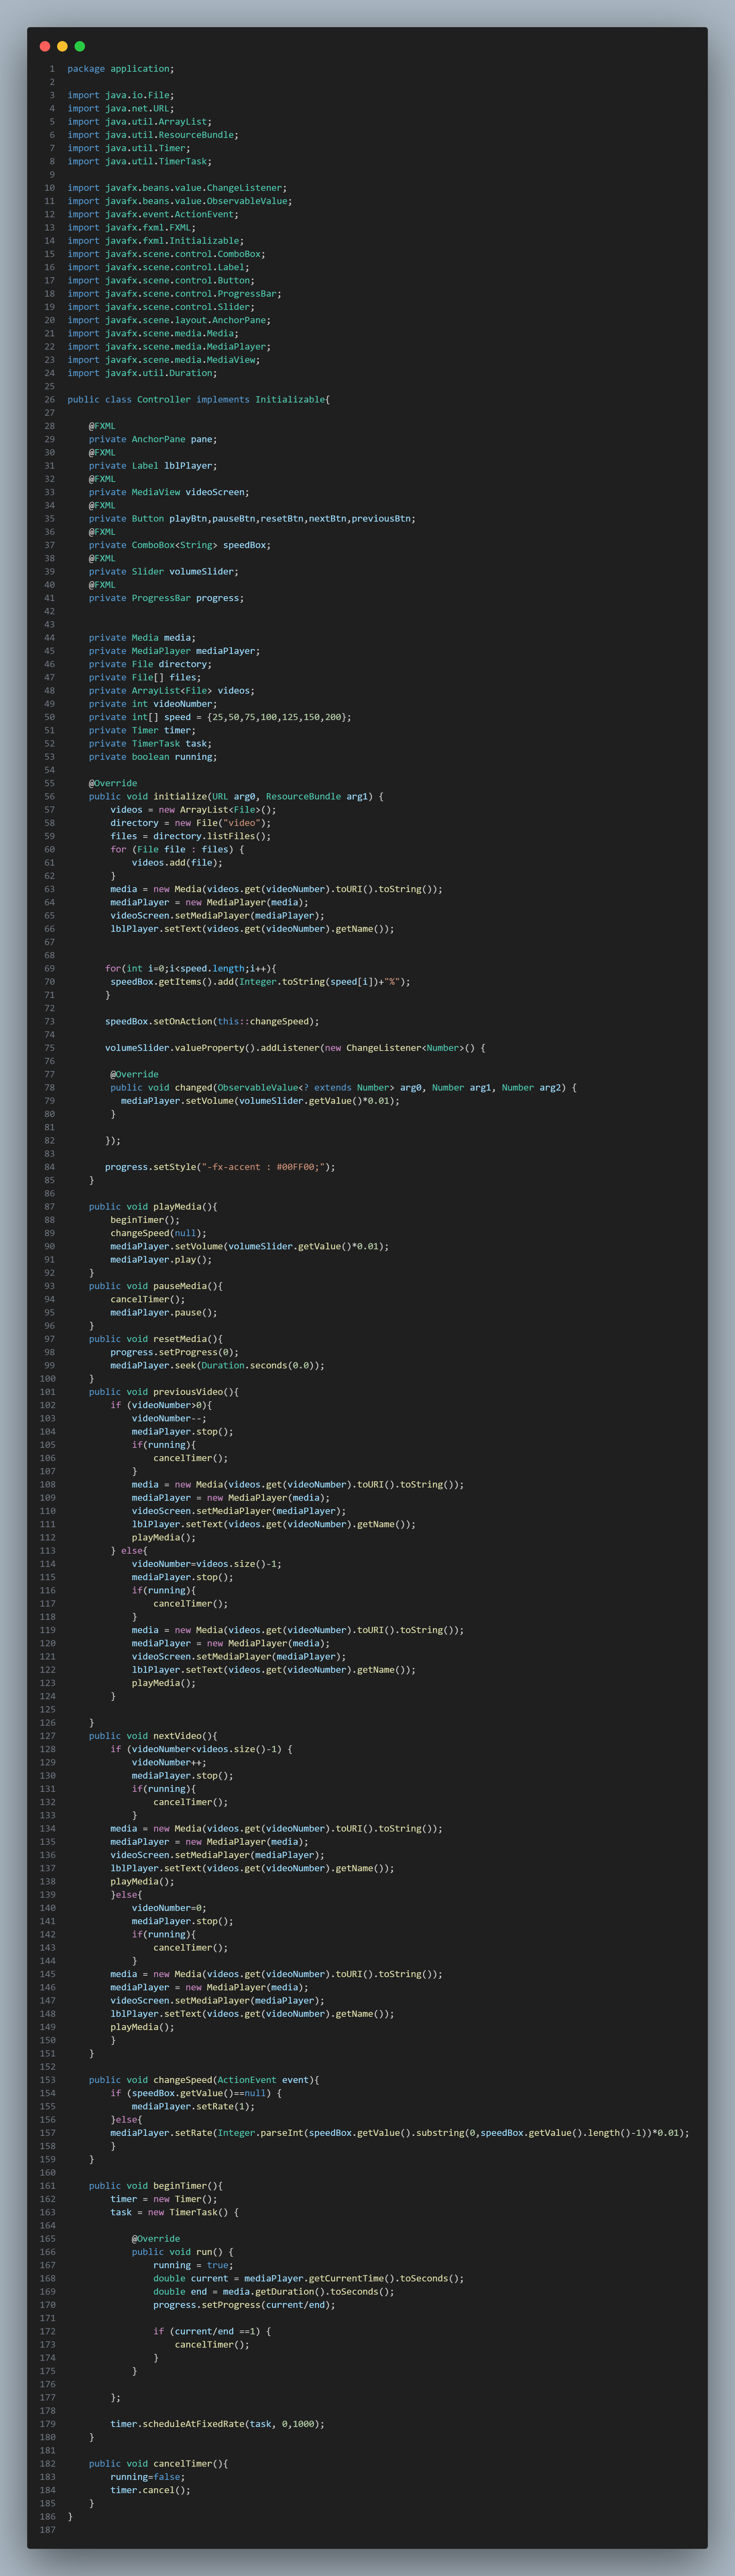 1 package application;
2
3 import java.io.File;
4 import java.net.URL;
5 import java.util.ArrayList;
6 import java.util.ResourceBundle;
7 import java.util.Timer;
8 import java.util.TimerTask;
9
10 import javafx.beans.value.ChangeListener;
11 import javafx.beans.value.ObservableValue;
12 import javafx.event.ActionEvent;
13 import javafx.fxml.FXML;
14 import javafx.fxml.Initializable;
15 import javafx.scene.control.ComboBox;
16 import javafx.scene.control.Label;
17 import javafx.scene.control.Button;
18 import javafx.scene.control.ProgressBar;
19 import javafx.scene.control.Slider;
20 import javafx.scene.layout.AnchorPane;
21 import javafx.scene.media.Media;
22 import javafx.scene.media.MediaPlayer;
23 import javafx.scene.media.MediaView;
24 import javafx.util.Duration;
25
26 public class Controller implements Initializable{
27
28     @FXML
29     private AnchorPane pane;
30     @FXML
31     private Label lblPlayer;
32     @FXML
33     private MediaView videoScreen;
34     @FXML
35     private Button playBtn,pauseBtn,resetBtn,nextBtn,previousBtn;
36     @FXML
37     private ComboBox<String> speedBox;
38     @FXML
39     private Slider volumeSlider;
40     @FXML
41     private ProgressBar progress;
42
43
44     private Media media;
45     private MediaPlayer mediaPlayer;
46     private File directory;
47     private File[] files;
48     private ArrayList<File> videos;
49     private int videoNumber;
50     private int[] speed = {25,50,75,100,125,150,200};
51     private Timer timer;
52     private TimerTask task;
53     private boolean running;
54
55     @Override
56     public void initialize(URL arg0, ResourceBundle arg1) {
57         videos = new ArrayList<File>();
58         directory = new File("video");
59         files = directory.listFiles();
60         for (File file : files) {
61             videos.add(file);
62         }
63         media = new Media(videos.get(videoNumber).toURI().toString());
64         mediaPlayer = new MediaPlayer(media);
65         videoScreen.setMediaPlayer(mediaPlayer);
66         lblPlayer.setText(videos.get(videoNumber).getName());
67
68
69        for(int i=0;i<speed.length;i++){
70         speedBox.getItems().add(Integer.toString(speed[i])+"%");
71        }
72
73        speedBox.setOnAction(this::changeSpeed);
74
75        volumeSlider.valueProperty().addListener(new ChangeListener<Number>() {
76
77         @Override
78         public void changed(ObservableValue<? extends Number> arg0, Number arg1, Number arg2) {
79           mediaPlayer.setVolume(volumeSlider.getValue()*0.01);
80         }
81
82        });
83
84        progress.setStyle("-fx-accent : #00FF00;");
85     }
86
87     public void playMedia(){
88         beginTimer();
89         changeSpeed(null);
90         mediaPlayer.setVolume(volumeSlider.getValue()*0.01);
91         mediaPlayer.play();
92     }
93     public void pauseMedia(){
94         cancelTimer();
95         mediaPlayer.pause();
96     }
97     public void resetMedia(){
98         progress.setProgress(0);
99         mediaPlayer.seek(Duration.seconds(0.0));
100     }
101     public void previousVideo(){
102         if (videoNumber>0){
103             videoNumber--;
104             mediaPlayer.stop();
105             if(running){
106                 cancelTimer();
107             }
108             media = new Media(videos.get(videoNumber).toURI().toString());
109             mediaPlayer = new MediaPlayer(media);
110             videoScreen.setMediaPlayer(mediaPlayer);
111             lblPlayer.setText(videos.get(videoNumber).getName());
112             playMedia();
113         } else{
114             videoNumber=videos.size()-1;
115             mediaPlayer.stop();
116             if(running){
117                 cancelTimer();
118             }
119             media = new Media(videos.get(videoNumber).toURI().toString());
120             mediaPlayer = new MediaPlayer(media);
121             videoScreen.setMediaPlayer(mediaPlayer);
122             lblPlayer.setText(videos.get(videoNumber).getName());
123             playMedia();
124         }
125
126     }
127     public void nextVideo(){
128         if (videoNumber<videos.size()-1) {
129             videoNumber++;
130             mediaPlayer.stop();
131             if(running){
132                 cancelTimer();
133             }
134         media = new Media(videos.get(videoNumber).toURI().toString());
135         mediaPlayer = new MediaPlayer(media);
136         videoScreen.setMediaPlayer(mediaPlayer);
137         lblPlayer.setText(videos.get(videoNumber).getName());
138         playMedia();
139         }else{
140             videoNumber=0;
141             mediaPlayer.stop();
142             if(running){
143                 cancelTimer();
144             }
145         media = new Media(videos.get(videoNumber).toURI().toString());
146         mediaPlayer = new MediaPlayer(media);
147         videoScreen.setMediaPlayer(mediaPlayer);
148         lblPlayer.setText(videos.get(videoNumber).getName());
149         playMedia();
150         }
151     }
152
153     public void changeSpeed(ActionEvent event){
154         if (speedBox.getValue()==null) {
155             mediaPlayer.setRate(1);
156         }else{
157         mediaPlayer.setRate(Integer.parseInt(speedBox.getValue().substring(0,speedBox.getValue().length()-1))*0.01);
158         }
159     }
160
161     public void beginTimer(){
162         timer = new Timer();
163         task = new TimerTask() {
164
165             @Override
166             public void run() {
167                 running = true;
168                 double current = mediaPlayer.getCurrentTime().toSeconds();
169                 double end = media.getDuration().toSeconds();
170                 progress.setProgress(current/end);
171
172                 if (current/end ==1) {
173                     cancelTimer();
174                 }
175             }
176
177         };
178
179         timer.scheduleAtFixedRate(task, 0,1000);
180     }
181
182     public void cancelTimer(){
183         running=false;
184         timer.cancel();
185     }
186 }
187